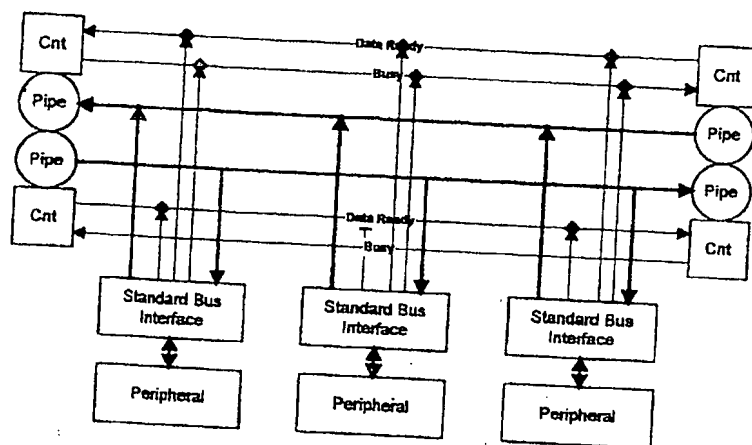 Cnt
Data Ready
Cnt
Busy
Pipe
Pipe
Pipe
Pipe
Cnt
Data Ready
Cnt
Busy
Standard Bus
Interface
Standard Bus
Interface
Standard Bus
Interface
Peripheral
Peripheral
Peripheral